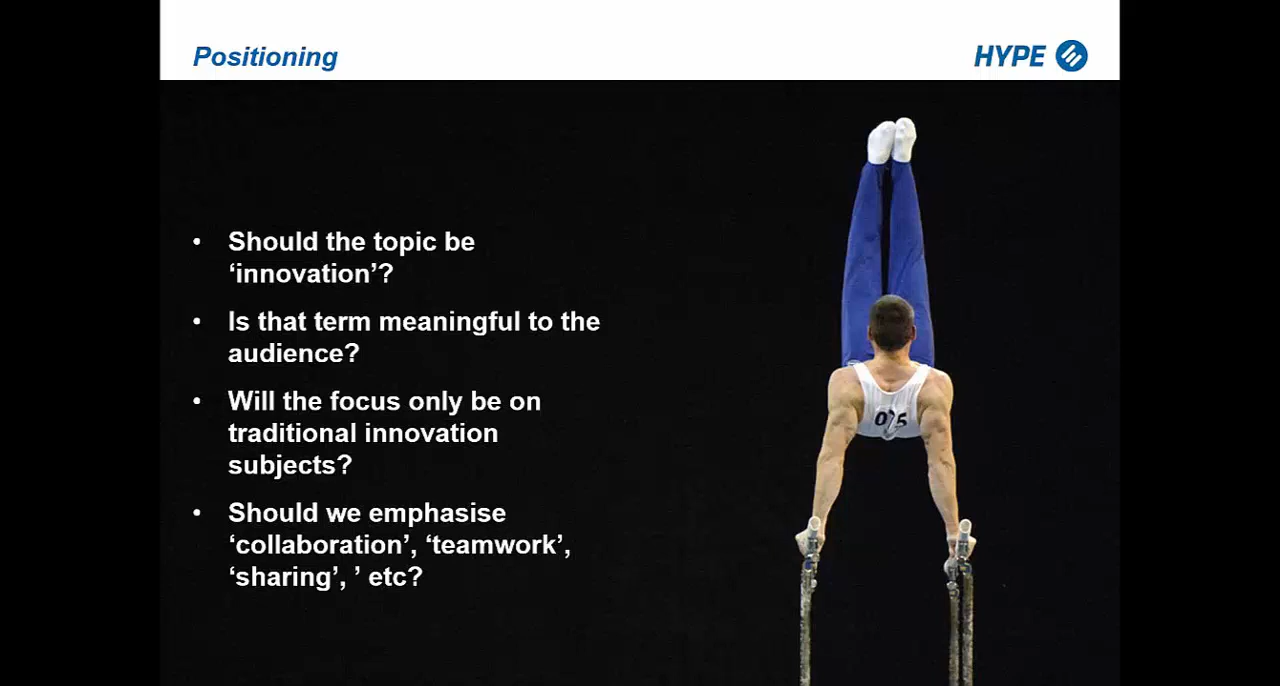 Positioning
HYPE
• Should the topic be
‘innovation’?
• Is that term meaningful to the
audience?
• Will the focus only be on
traditional innovation
subjects?
• Should we emphasise
‘collaboration’, ‘teamwork’,
‘sharing’, ’ etc?